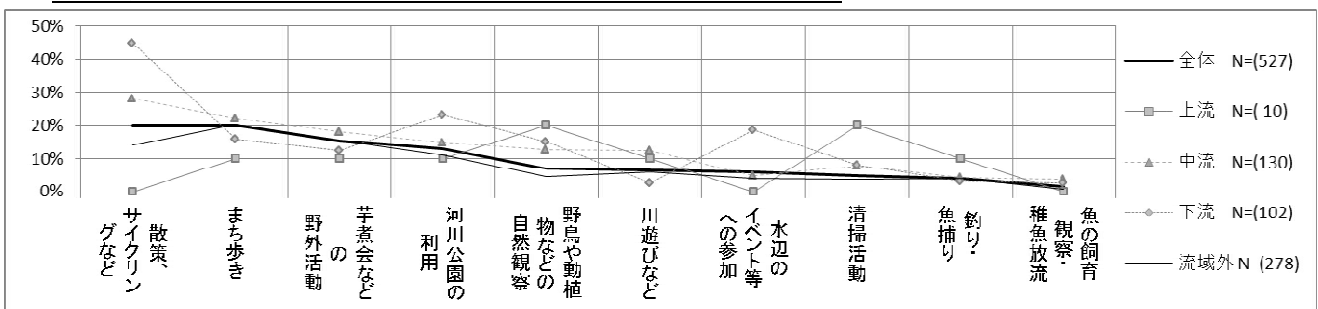 50%
40%
30%
20%
10%
0%
散策、
サイクリン
グなど
まち歩き
芋煮会など
の
野外活動
河川公園の
利用
野鳥や動植
物などの
自然観察
川遊びなど
水辺の
イベント等
への参加
清掃活動
釣り・
魚捕り
魚の飼育
観察・
稚魚放流
全体 N=(527)
上流 N=( 10)
中流 N=(130)
下流 N=(102)
流域外 N (278)